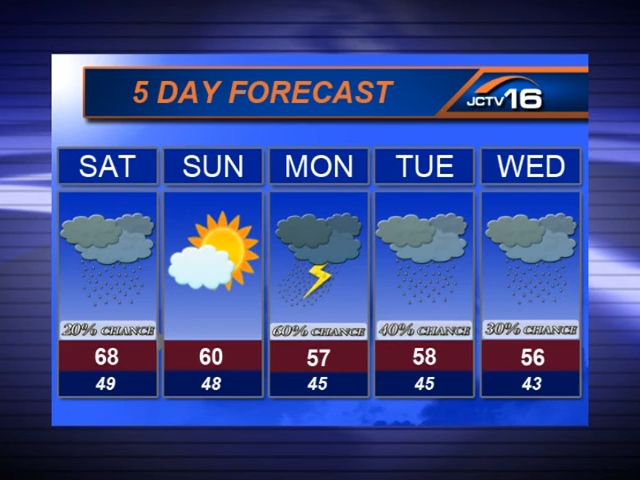 5 DAY FORECAST
JCTV16
SAT SUN MON TUE WED
20% CHANCE 60% CHANCE 40% CHANCE 30% CHANCE
68 60 57 58 56
49 48 45 45 43